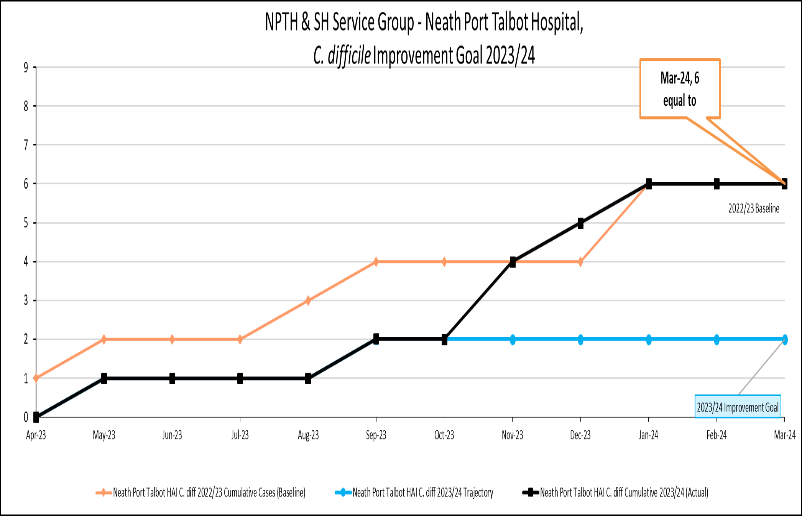 NPTH & SH Service Group - Neath Port Talbot Hospital,
C. difficile Improvement Goal 2023/24
9
8
7
6
5
4
3
2
1
0
Mar-24, 6
equal to
2022/23 Baseline
2023/24 Improvement Goal
Apr-23 May-23 Jun-23 Jul-23 Aug-23 Sep-23 Oct-23 Nov-23 Dec-23 Jan-24 Feb-24 Mar-24
Neath Port Talbot HAI C. diff 2022/23 Cumulative Cases (Baseline) Neath Port Talbot HAI C. diff 2023/24 Trajectory Neath Port Talbot HAI C. diff Cumulative 2023/24 (Actual)